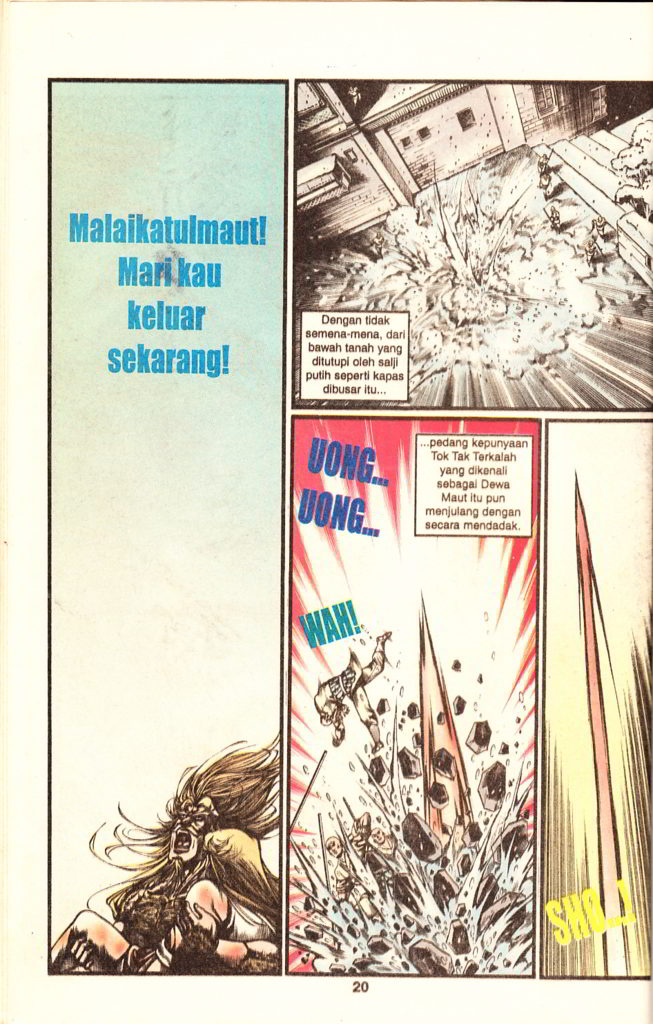 Malaikatulmaut!
Mari kau
keluar
sekarang!
Dengan tidak
semena-mena, dari
bawah tanah yang
ditutupi oleh salji
putih seperti kapas
dibusar itu...
UONG...
UONG...
...pedang kepunyaan
Tok Tak Terkalah
yang dikenali
sebagai Dewa
Maut itu pun
menjulang dengan
secara mendadak.
WAH!
SHO...!
20